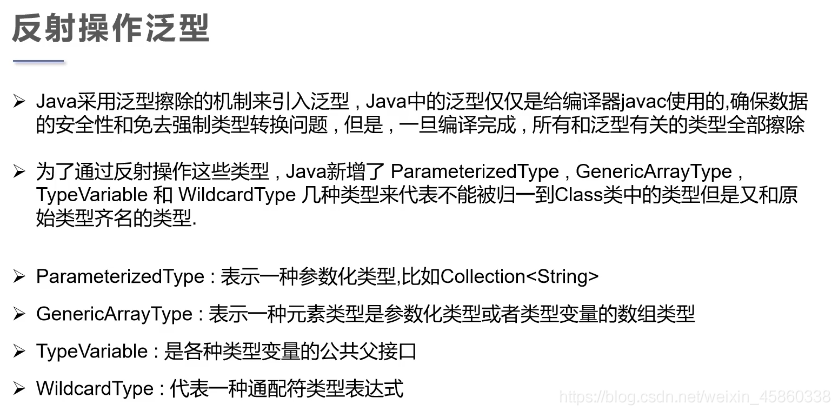 反射操作泛型
➢ Java采用泛型擦除的机制来引入泛型 , Java中的泛型仅仅是给编译器javac使用的,确保数据
的安全性和免去强制类型转换问题 , 但是 , 一旦编译完成 , 所有和泛型有关的类型全部擦除
➢ 为了通过反射操作这些类型 , Java新增了 ParameterizedType , GenericArrayType ,
TypeVariable 和 WildcardType 几种类型来代表不能被归一到Class类中的类型但是又和原
始类型齐名的类型.
➢ ParameterizedType : 表示一种参数化类型,比如Collection<String>
➢ GenericArrayType : 表示一种元素类型是参数化类型或者类型变量的数组类型
➢ TypeVariable : 是各种类型变量的公共父接口
➢ WildcardType : 代表一种通配符类型表达式
https://blog.csdn.net/weixin_45860338